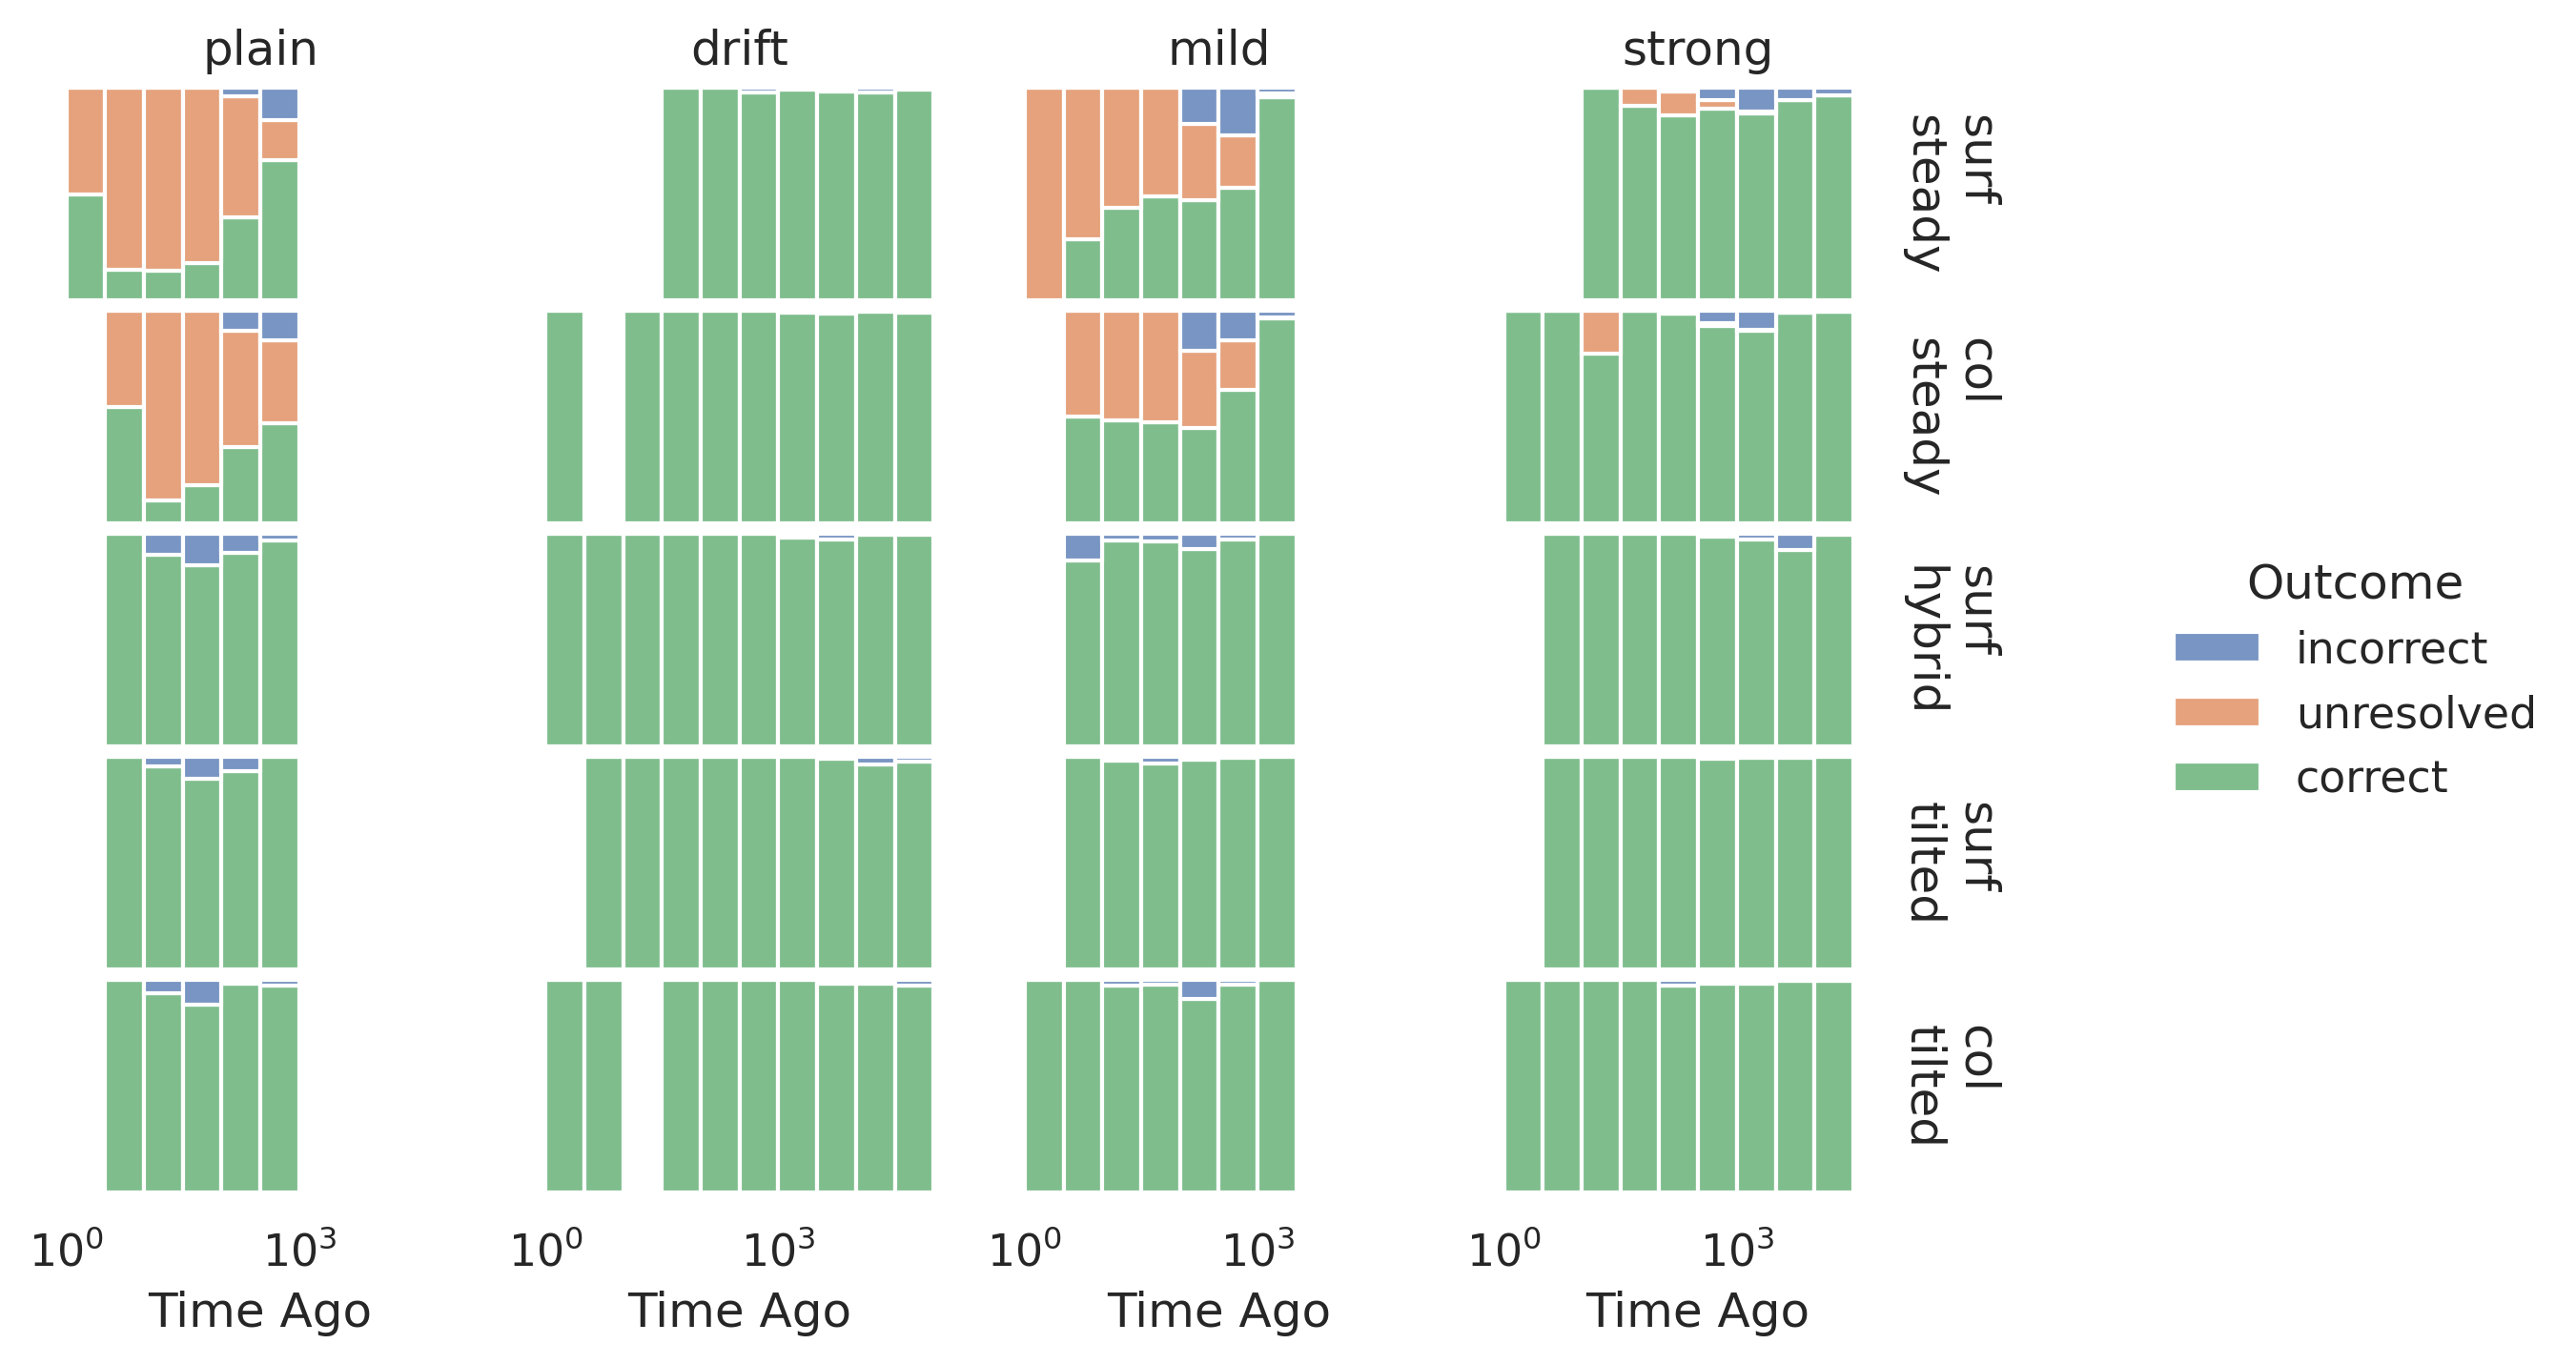 plain drift mild strong
surf
steady
col
steady
surf
hybrid
surf
tilted
col
tilted
Outcome
incorrect
unresolved
correct
10⁰ 10³ 10⁰ 10³ 10⁰ 10³ 10⁰ 10³
Time Ago Time Ago Time Ago Time Ago